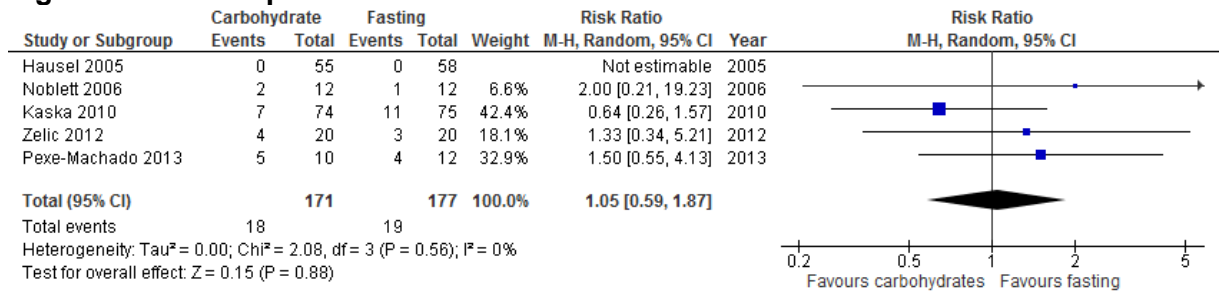 Carbohydrate Fasting Risk Ratio Risk Ratio
Study or Subgroup Events Total Events Total Weight M-H, Random, 95% CI Year M-H, Random, 95% CI
Hausel 2005 0 55 0 58 Not estimable 2005
Noblett 2006 2 12 1 12 6.6% 2.00 [0.21, 19.23] 2006
Kaska 2010 7 74 11 75 42.4% 0.64 [0.26, 1.57] 2010
Zelic 2012 4 20 3 20 18.1% 1.33 [0.34, 5.21] 2012
Pexe-Machado 2013 5 10 4 12 32.9% 1.50 [0.55, 4.13] 2013
Total (95% CI) 171 177 100.0% 1.05 [0.59, 1.87]
Total events 18 19
Heterogeneity: Tau² = 0.00; Chi² = 2.08, df = 3 (P = 0.56); I² = 0%
Test for overall effect: Z = 0.15 (P = 0.88)
0.2 0.5 1 2 5
Favours carbohydrates Favours fasting